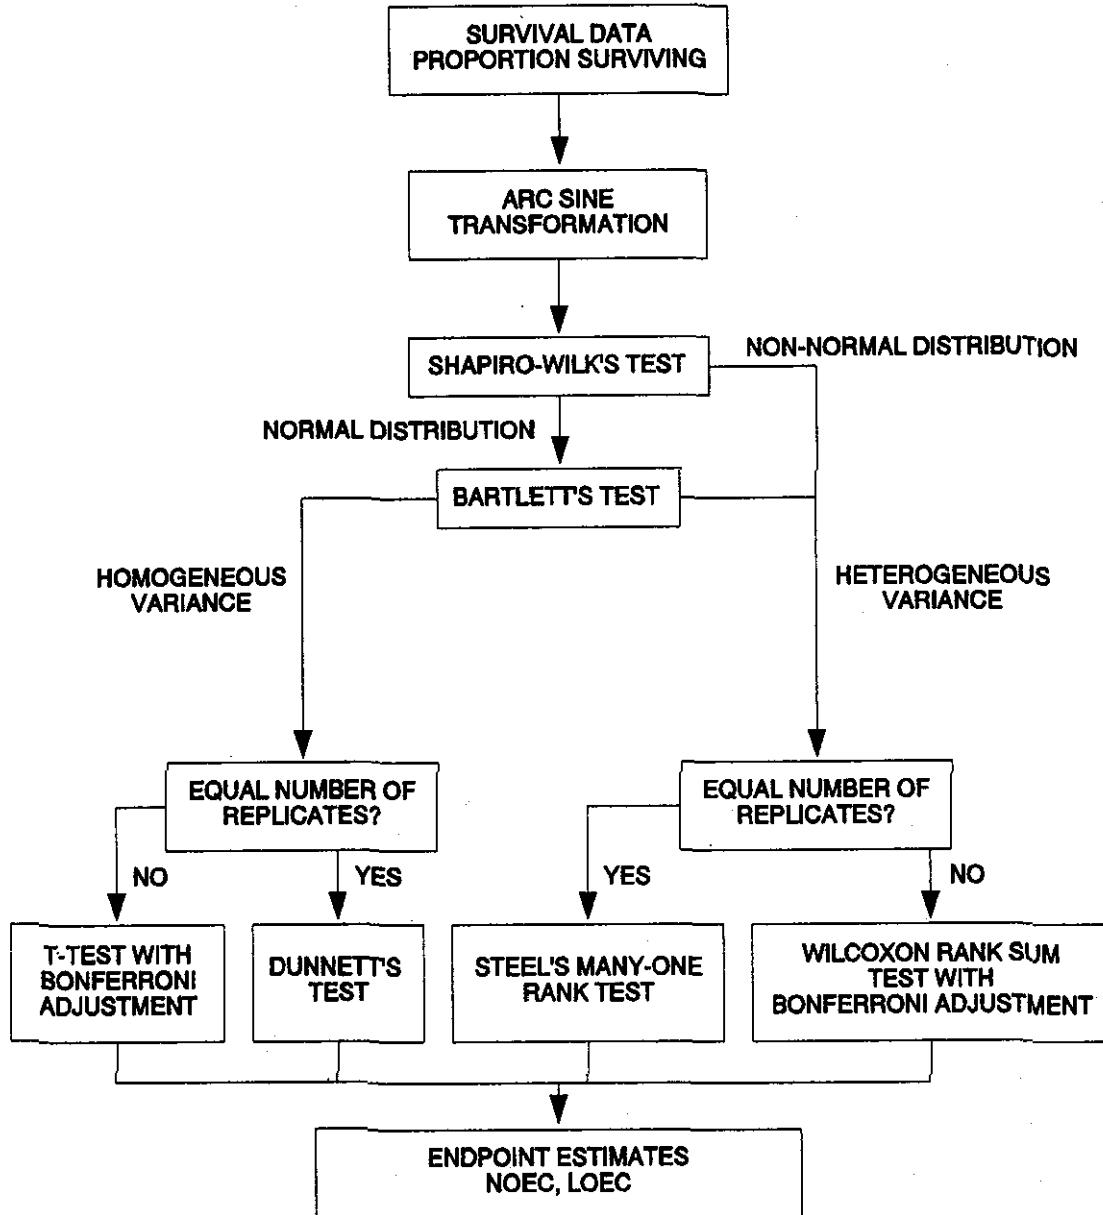 SURVIVAL DATA
PROPORTION SURVIVING
ARC SINE
TRANSFORMATION
SHAPIRO-WILK'S TEST
NON-NORMAL DISTRIBUTION
NORMAL DISTRIBUTION
BARTLETT'S TEST
HOMOGENEOUS
VARIANCE
HETEROGENEOUS
VARIANCE
EQUAL NUMBER OF
REPLICATES?
EQUAL NUMBER OF
REPLICATES?
NO
YES
YES
NO
T-TEST WITH
BONFERRONI
ADJUSTMENT
DUNNETT'S
TEST
STEEL'S MANY-ONE
RANK TEST
WILCOXON RANK SUM
TEST WITH
BONFERRONI ADJUSTMENT
ENDPOINT ESTIMATES
NOEC, LOEC